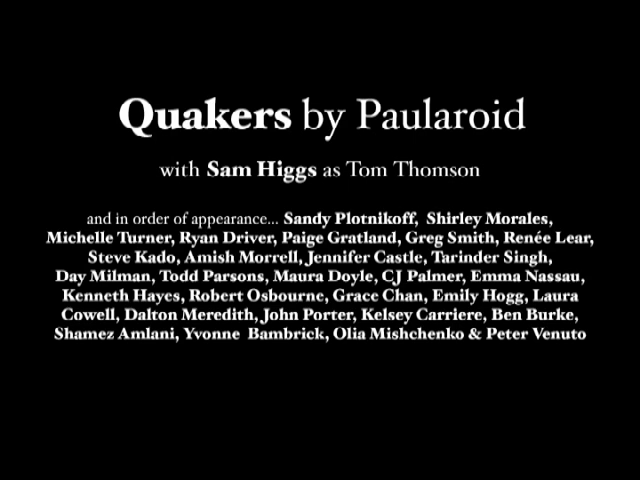 Quakers by Paularoid
with Sam Higgs as Tom Thomson
and in order of appearance... Sandy Plotnikoff, Shirley Morales,
Michelle Turner, Ryan Driver, Paige Gratland, Greg Smith, Renée Lear,
Steve Kado, Amish Morrell, Jennifer Castle, Tarinder Singh,
Day Milman, Todd Parsons, Maura Doyle, CJ Palmer, Emma Nassau,
Kenneth Hayes, Robert Osbourne, Grace Chan, Emily Hogg, Laura
Cowell, Dalton Meredith, John Porter, Kelsey Carriere, Ben Burke,
Shamez Amlani, Yvonne Bambrick, Olia Mishchenko & Peter Venuto